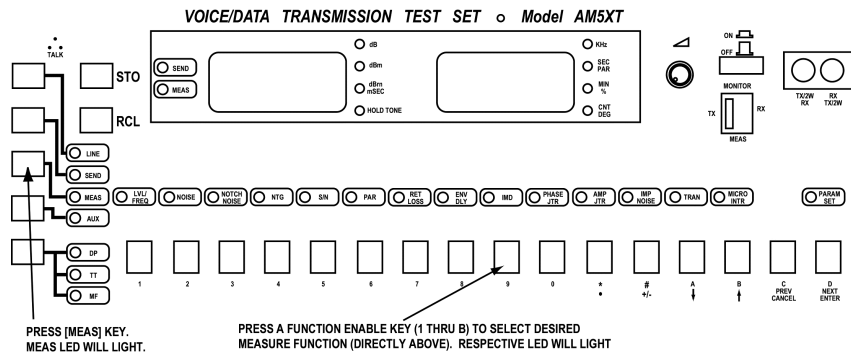 VOICE/DATA TRANSMISSION TEST SET o Model AM5XT
TALK
STO
RCL
SEND
MEAS
dB
dBm
dBrn
mSEC
HOLD TONE
KHz
SEC
PAR
MIN
%
CNT
DEG
ON
OFF
MONITOR
TX
RX
MEAS
TX/2W
RX
RX
TX/2W
LINE
SEND
MEAS
AUX
DP
TT
MF
LVL/
FREQ
NOISE
NOTCH
NOISE
NTG
S/N
PAR
RET
LOSS
ENV
DLY
IMD
PHASE
JTR
AMP
JTR
IMP
NOISE
TRAN
MICRO
INTR
PARAM
SET
1
2
3
4
5
6
7
8
9
0
*
•
#
+/-
A
B
C
PREV
CANCEL
D
NEXT
ENTER
PRESS [MEAS] KEY.
MEAS LED WILL LIGHT.
PRESS A FUNCTION ENABLE KEY (1 THRU B) TO SELECT DESIRED
MEASURE FUNCTION (DIRECTLY ABOVE). RESPECTIVE LED WILL LIGHT